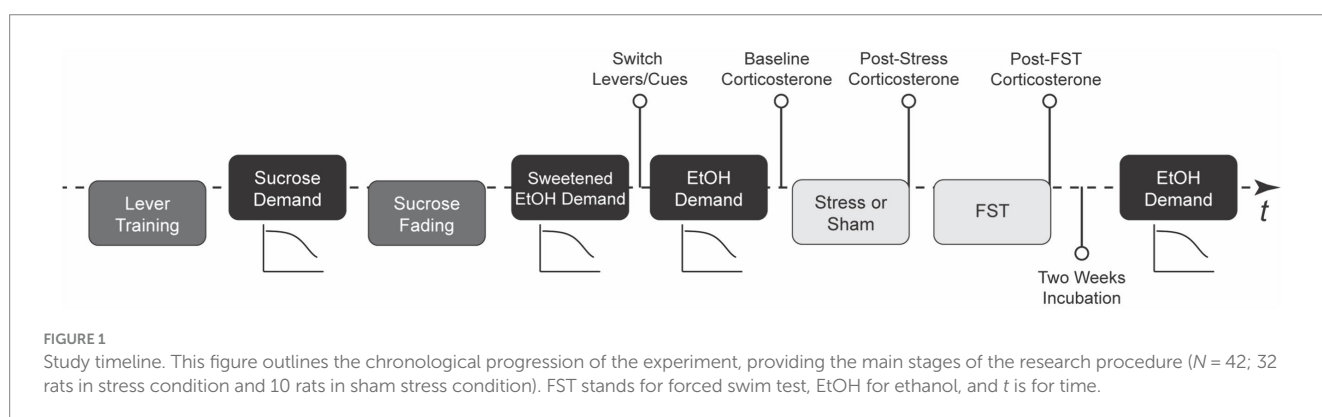 Switch
Levers/Cues
Baseline
Corticosterone
Post-Stress
Corticosterone
Post-FST
Corticosterone
Lever
Training
Sucrose
Demand
Sucrose
Fading
Sweetened
EtOH Demand
EtOH
Demand
Stress or
Sham
FST
Two Weeks
Incubation
EtOH
Demand
t
FIGURE 1
Study timeline. This figure outlines the chronological progression of the experiment, providing the main stages of the research procedure (N = 42; 32
rats in stress condition and 10 rats in sham stress condition). FST stands for forced swim test, EtOH for ethanol, and t is for time.